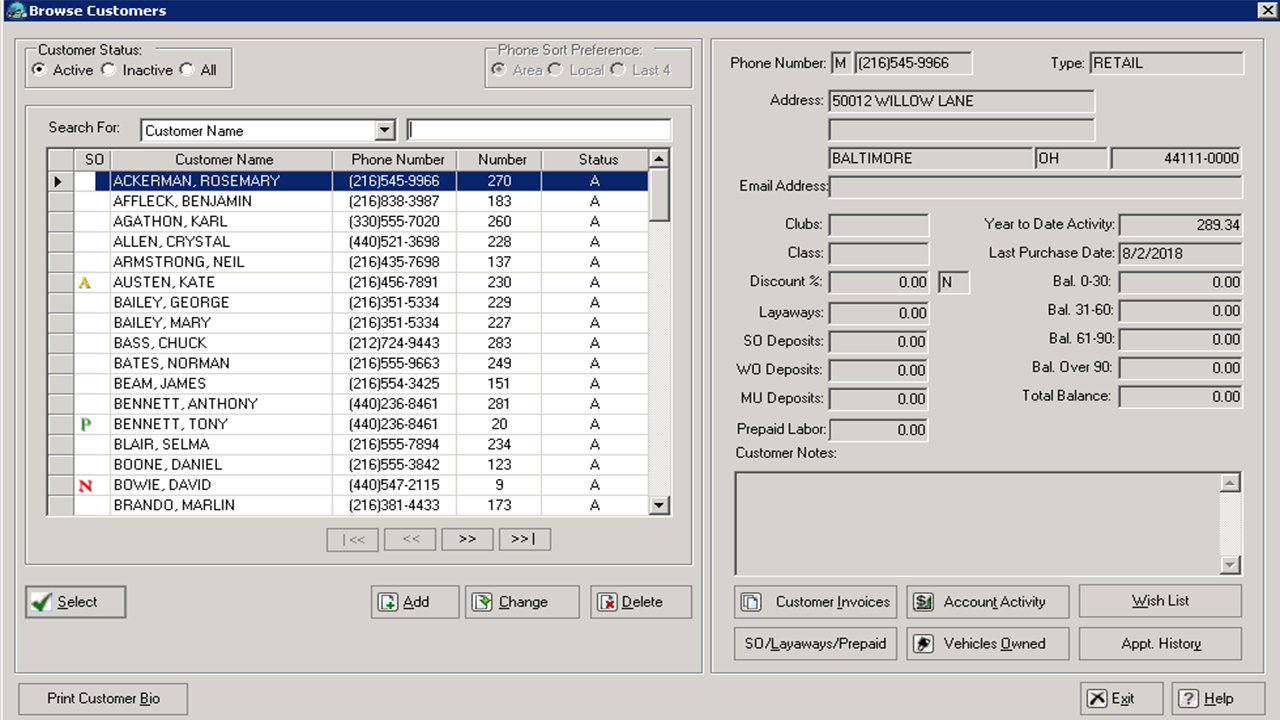 Browse Customers
Customer Status:
Active Inactive All
Phone Sort Preference:
Area Local Last 4
Search For: Customer Name
SO Customer Name Phone Number Number Status
ACKERMAN, ROSEMARY (216)545-9966 270 A
AFFLECK, BENJAMIN (216)838-3987 183 A
AGATHON, KARL (330)555-7020 260 A
ALLEN, CRYSTAL (440)521-3698 228 A
ARMSTRONG, NEIL (216)435-7698 137 A
A AUSTEN, KATE (216)456-7891 230 A
BAILEY, GEORGE (216)351-5334 229 A
BAILEY, MARY (216)351-5334 227 A
BASS, CHUCK (212)724-9443 283 A
BATES, NORMAN (216)555-9663 249 A
BEAM, JAMES (216)554-3425 151 A
BENNETT, ANTHONY (440)236-8461 281 A
P BENNETT, TONY (440)236-8461 20 A
BLAIR, SELMA (216)555-7894 234 A
BOONE, DANIEL (216)555-3842 123 A
N BOWIE, DAVID (440)547-2115 9 A
BRANDO, MARLIN (216)381-4433 173 A
|<< << >> >>|
Select Add Change Delete
Print Customer Bio
Phone Number: M (216)545-9966 Type: RETAIL
Address: 50012 WILLOW LANE
BALTIMORE OH 44111-0000
Email Address:
Clubs: Year to Date Activity: 289.34
Class: Last Purchase Date: 8/2/2018
Discount %: 0.00 N Bal. 0-30: 0.00
Layaways: 0.00 Bal. 31-60: 0.00
SO Deposits: 0.00 Bal. 61-90: 0.00
WO Deposits: 0.00 Bal. Over 90: 0.00
MU Deposits: 0.00 Total Balance: 0.00
Prepaid Labor: 0.00
Customer Notes:
Customer Invoices Account Activity Wish List
SO/Layaways/Prepaid Vehicles Owned Appt. History
Exit ? Help